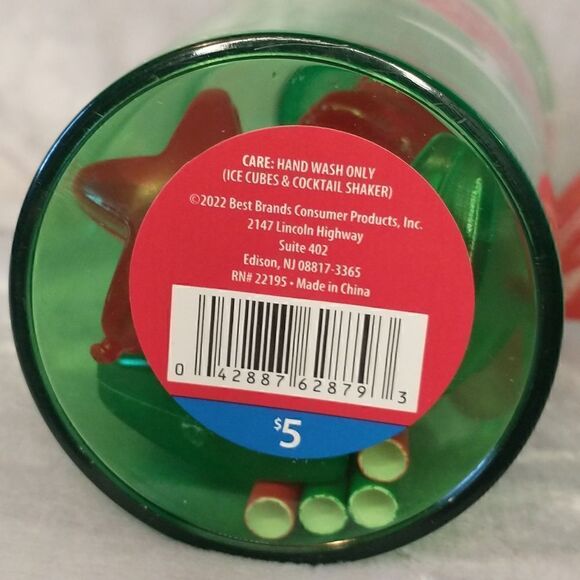 CARE: HAND WASH ONLY
(ICE CUBES & COCKTAIL SHAKER)
©2022 Best Brands Consumer Products, Inc.
2147 Lincoln Highway
Suite 402
Edison, NJ 08817-3365
RN# 22195 • Made in China
0 42887 62879 3
$5